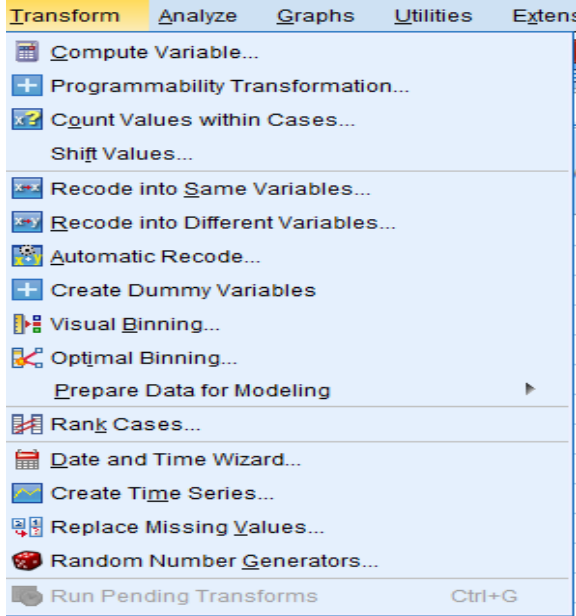 Transform Analyze Graphs Utilities Extens
Compute Variable...
Programmability Transformation...
Count Values within Cases...
Shift Values...
Recode into Same Variables...
Recode into Different Variables...
Automatic Recode...
Create Dummy Variables
Visual Binning...
Optimal Binning...
Prepare Data for Modeling
Rank Cases...
Date and Time Wizard...
Create Time Series...
Replace Missing Values...
Random Number Generators...
Run Pending Transforms Ctrl+G